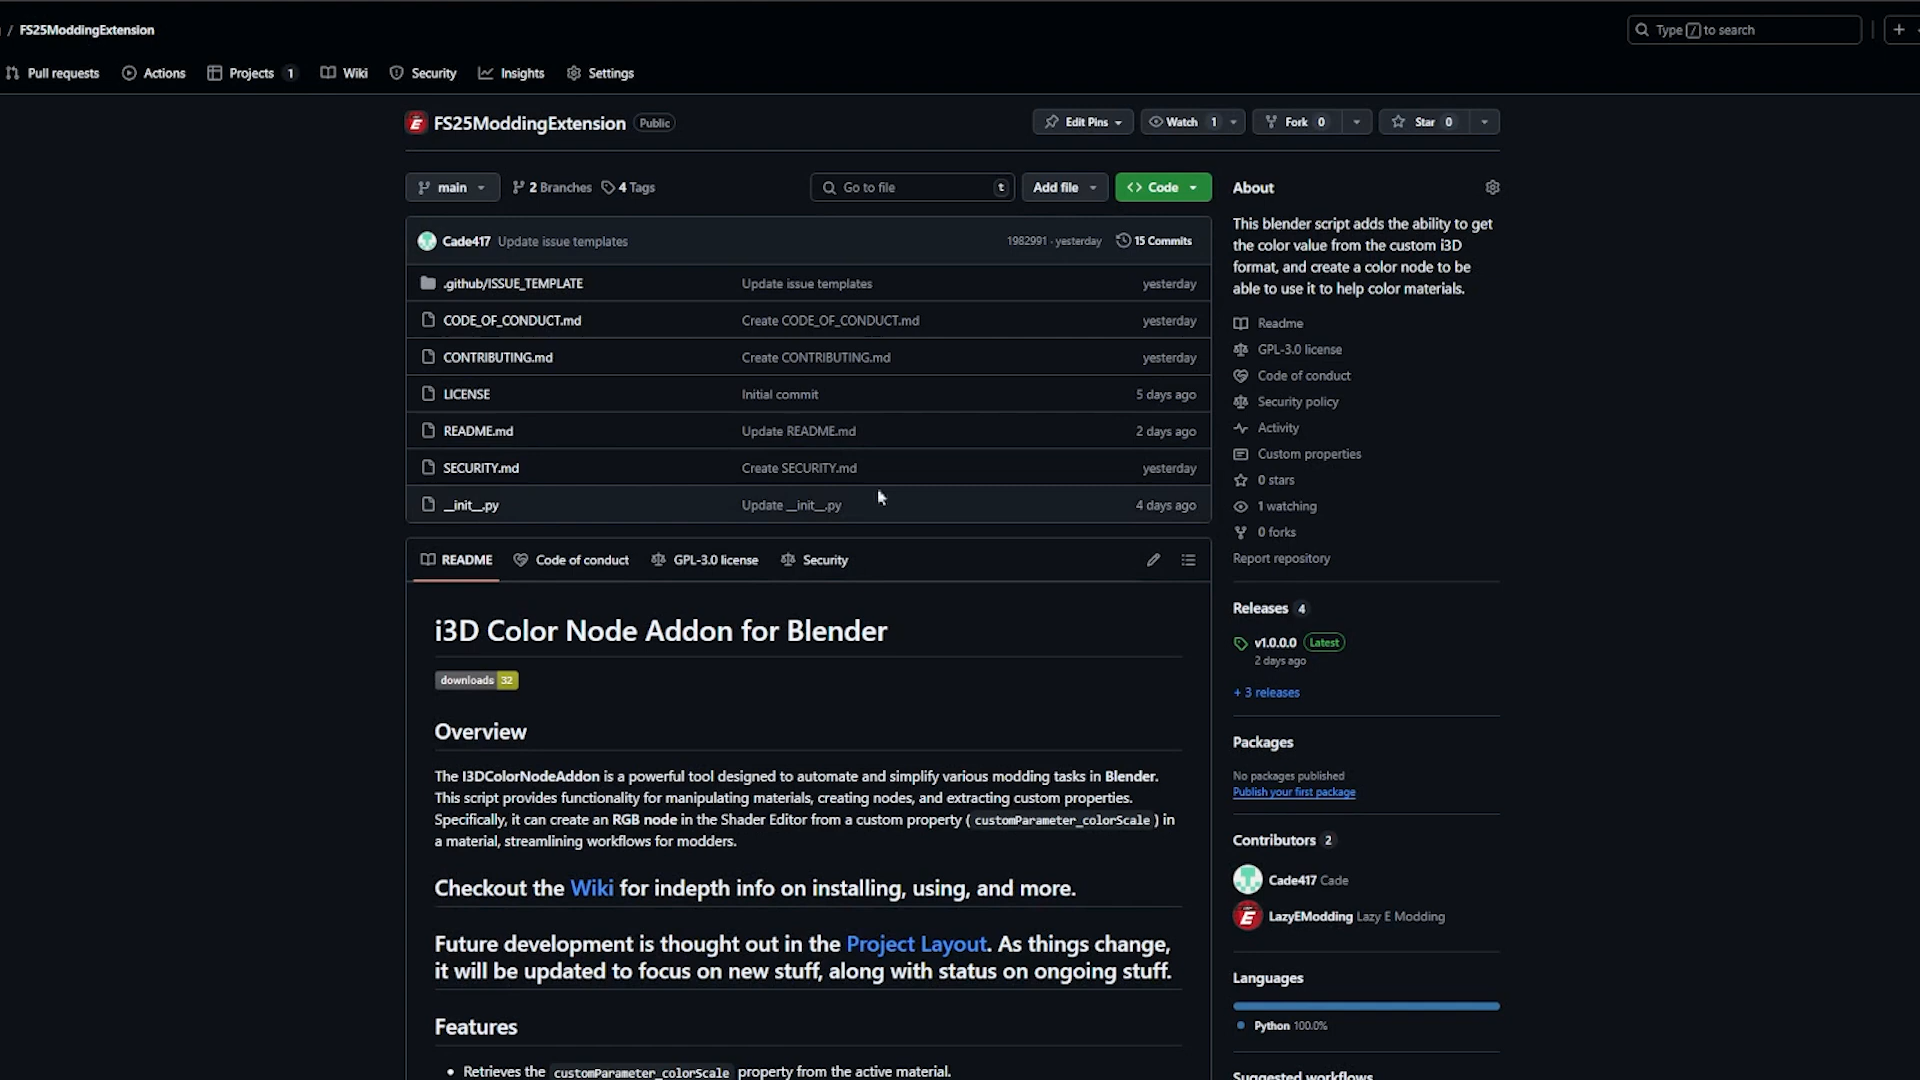 / FS25ModdingExtension
Type / to search
Pull requests Actions Projects 1 Wiki Security Insights Settings
FS25ModdingExtension Public
Edit Pins Watch 1 Fork 0 Star 0
main 2 Branches 4 Tags Go to file t Add file Code
Cade417 Update issue templates 1982991 · yesterday 15 Commits
.github/ISSUE_TEMPLATE Update issue templates yesterday
CODE_OF_CONDUCT.md Create CODE_OF_CONDUCT.md yesterday
CONTRIBUTING.md Create CONTRIBUTING.md yesterday
LICENSE Initial commit 5 days ago
README.md Update README.md 2 days ago
SECURITY.md Create SECURITY.md yesterday
__init__.py Update __init__.py 4 days ago
README Code of conduct GPL-3.0 license Security
i3D Color Node Addon for Blender
downloads 32
Overview
The I3DColorNodeAddon is a powerful tool designed to automate and simplify various modding tasks in Blender.
This script provides functionality for manipulating materials, creating nodes, and extracting custom properties.
Specifically, it can create an RGB node in the Shader Editor from a custom property ( customParameter_colorScale ) in
a material, streamlining workflows for modders.
Checkout the Wiki for indepth info on installing, using, and more.
Future development is thought out in the Project Layout. As things change,
it will be updated to focus on new stuff, along with status on ongoing stuff.
Features
• Retrieves the customParameter_colorScale property from the active material.
About
This blender script adds the ability to get
the color value from the custom i3D
format, and create a color node to be
able to use it to help color materials.
Readme
GPL-3.0 license
Code of conduct
Security policy
Activity
Custom properties
0 stars
1 watching
0 forks
Report repository
Releases 4
v1.0.0.0 Latest
2 days ago
+ 3 releases
Packages
No packages published
Publish your first package
Contributors 2
Cade417 Cade
LazyEModding Lazy E Modding
Languages
Python 100.0%
Suggested workflows